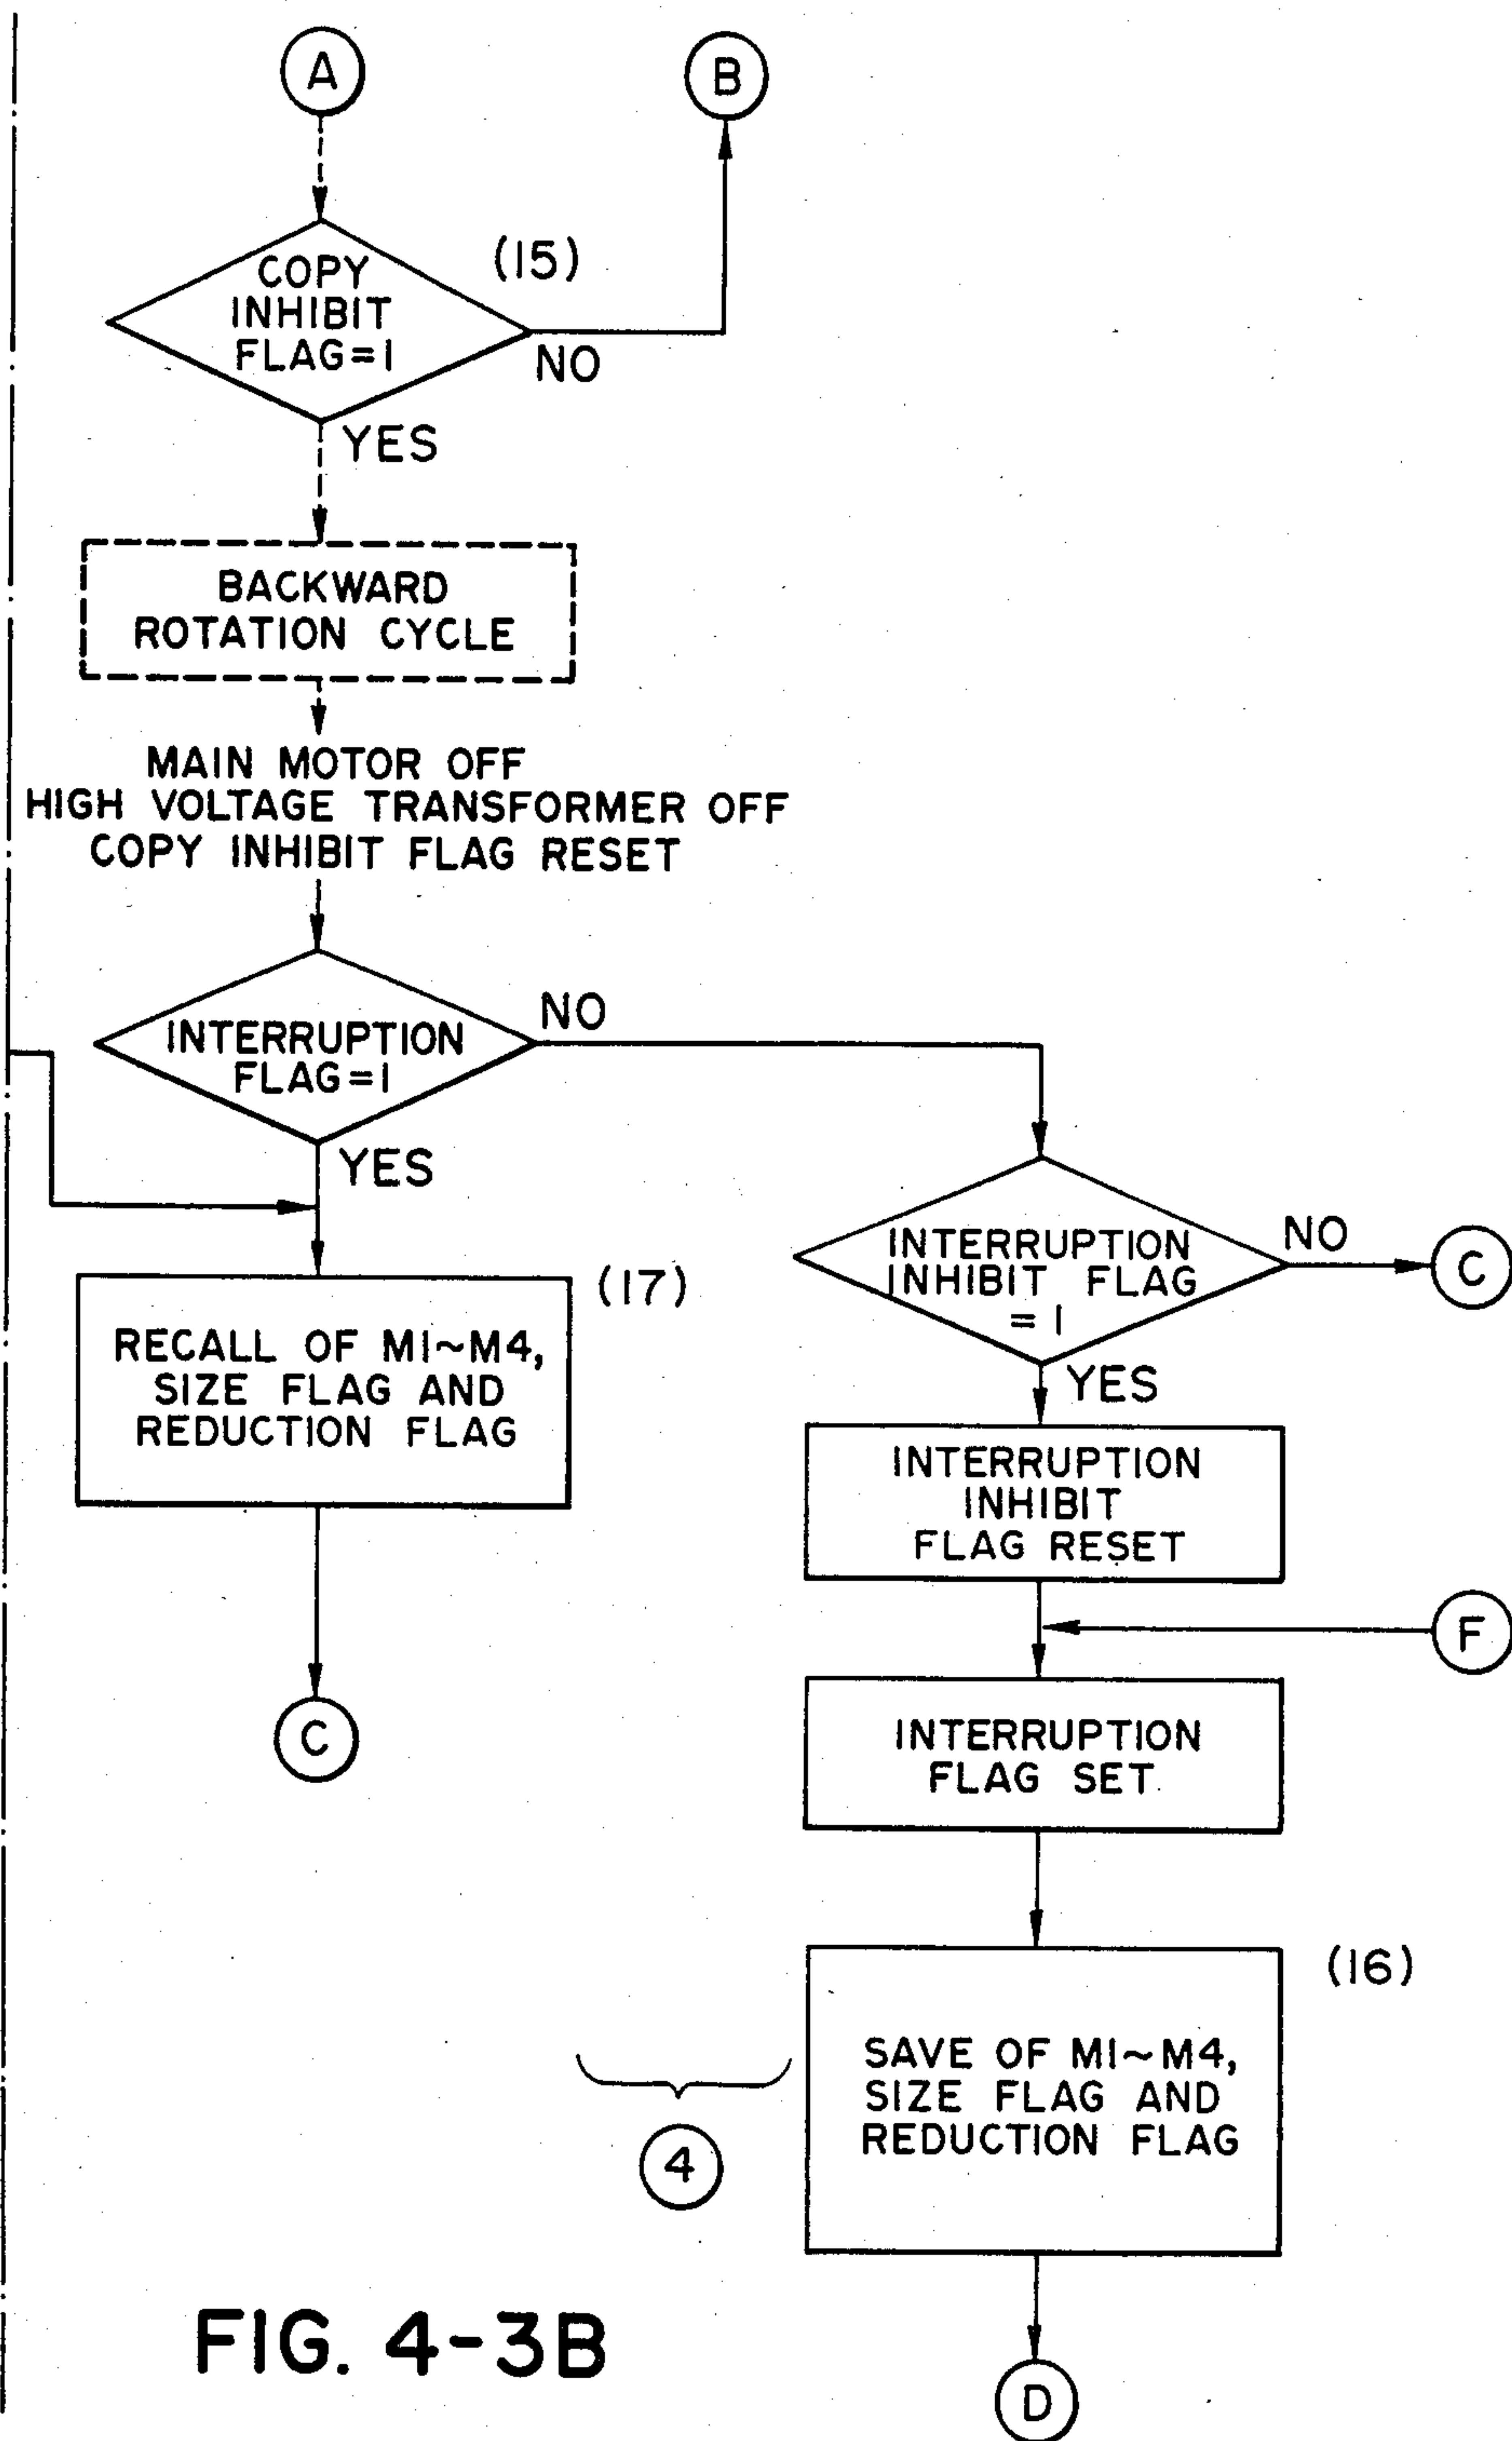 A
B
(15)
COPY
INHIBIT
FLAG=1
NO
YES
BACKWARD
ROTATION CYCLE
MAIN MOTOR OFF
HIGH VOLTAGE TRANSFORMER OFF
COPY INHIBIT FLAG RESET
INTERRUPTION
FLAG=1
NO
YES
INTERRUPTION
INHIBIT FLAG
=1
NO
C
YES
(17)
RECALL OF M1~M4,
SIZE FLAG AND
REDUCTION FLAG
C
INTERRUPTION
INHIBIT
FLAG RESET
F
INTERRUPTION
FLAG SET
(16)
SAVE OF M1~M4,
SIZE FLAG AND
REDUCTION FLAG
4
D
FIG. 4-3B